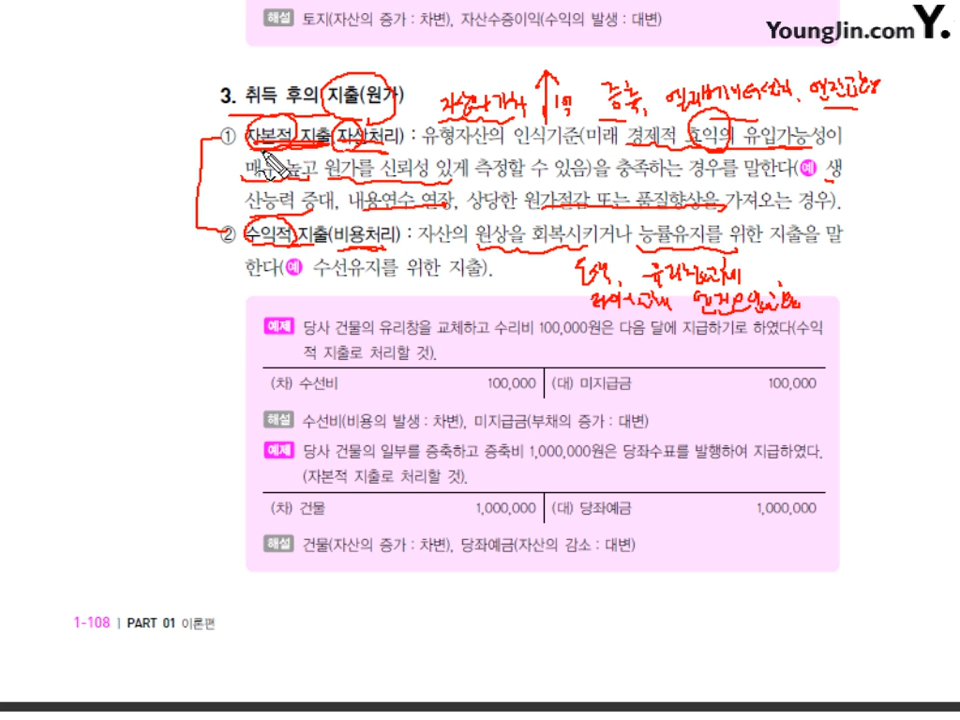 해설 토지(자산의 증가 : 차변), 자산수증이익(수익의 발생 : 대변)
YoungJin.com Y.
3. 취득 후의 지출(원가)
자산의 가치 ↑ 1억 증축, 엘리베이터설치, 엔진교환
① 자본적 지출(자산처리) : 유형자산의 인식기준(미래 경제적 효익의 유입가능성이
매우 높고 원가를 신뢰성 있게 측정할 수 있음)을 충족하는 경우를 말한다(예 생
산능력 증대, 내용연수 연장, 상당한 원가절감 또는 품질향상을 가져오는 경우).
② 수익적 지출(비용처리) : 자산의 원상을 회복시키거나 능률유지를 위한 지출을 말
한다(예 수선유지를 위한 지출).
도색, 유리창교체,
타이어교체
예제 당사 건물의 유리창을 교체하고 수리비 100,000원은 다음 달에 지급하기로 하였다(수익
적 지출로 처리할 것).
(차) 수선비 100,000 (대) 미지급금 100,000
해설 수선비(비용의 발생 : 차변), 미지급금(부채의 증가 : 대변)
예제 당사 건물의 일부를 증축하고 증축비 1,000,000원은 당좌수표를 발행하여 지급하였다.
(자본적 지출로 처리할 것).
(차) 건물 1,000,000 (대) 당좌예금 1,000,000
해설 건물(자산의 증가 : 차변), 당좌예금(자산의 감소 : 대변)
1-108 | PART 01 이론편